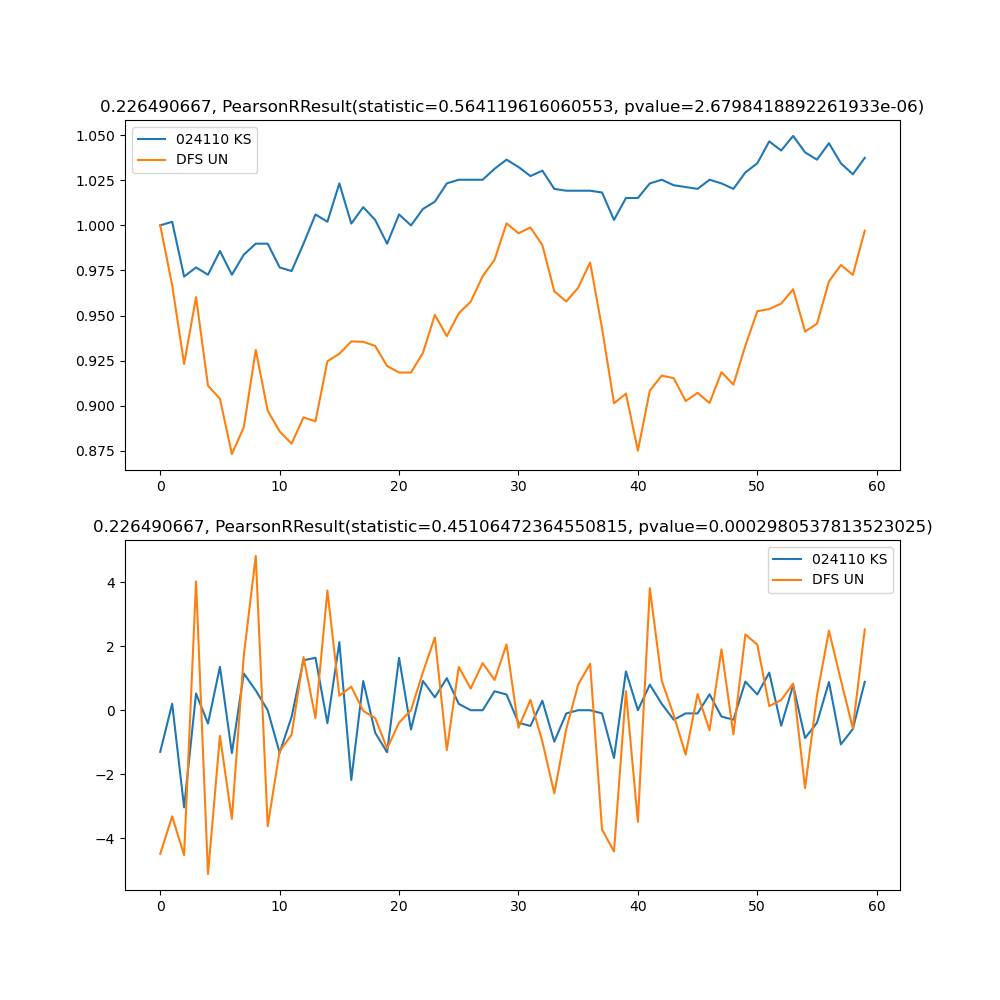 0.226490667, PearsonRResult(statistic=0.564119616060553, pvalue=2.6798418892261933e-06)
1.050
1.025
1.000
0.975
0.950
0.925
0.900
0.875
024110 KS
DFS UN
0 10 20 30 40 50 60
0.226490667, PearsonRResult(statistic=0.45106472364550815, pvalue=0.0002980537813523025)
4
2
0
−2
−4
024110 KS
DFS UN
0 10 20 30 40 50 60